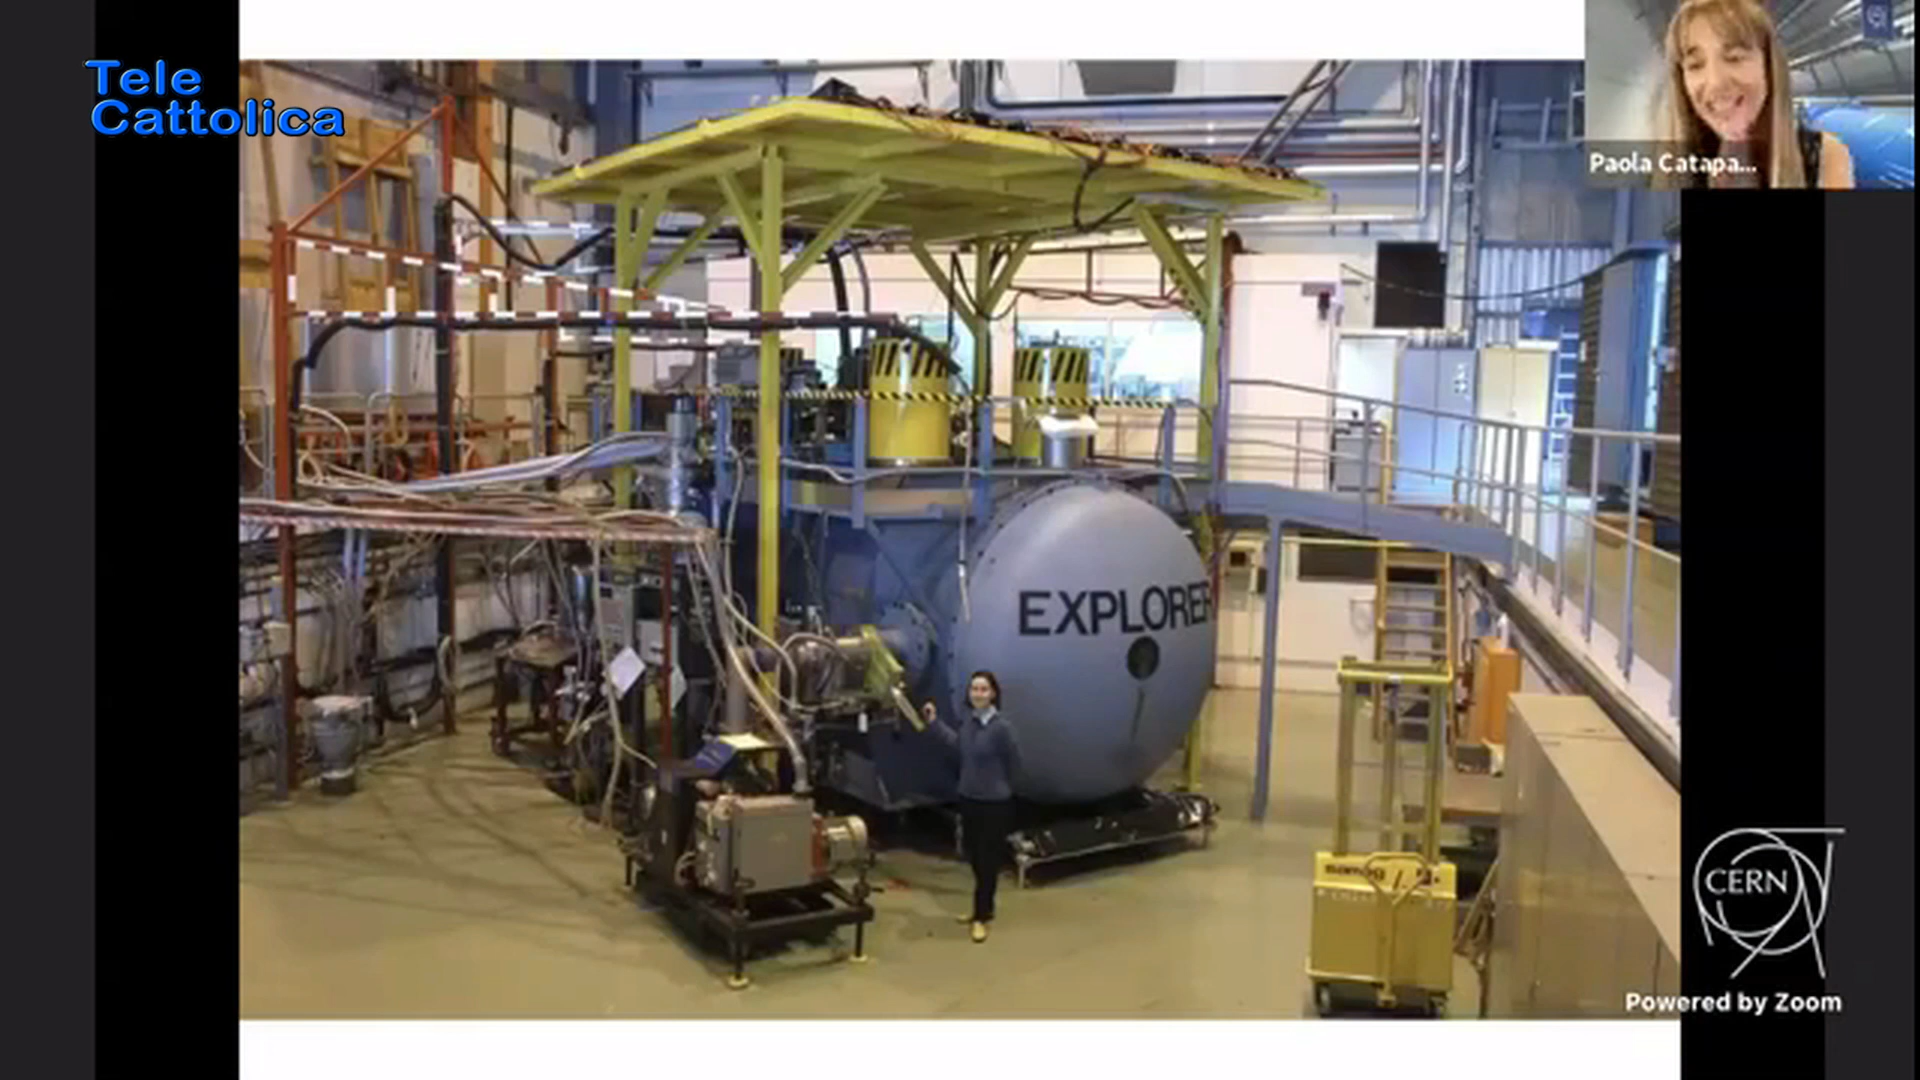 Tele
Cattolica
Paola Catapa...
EXPLORER
CERN
Powered by Zoom